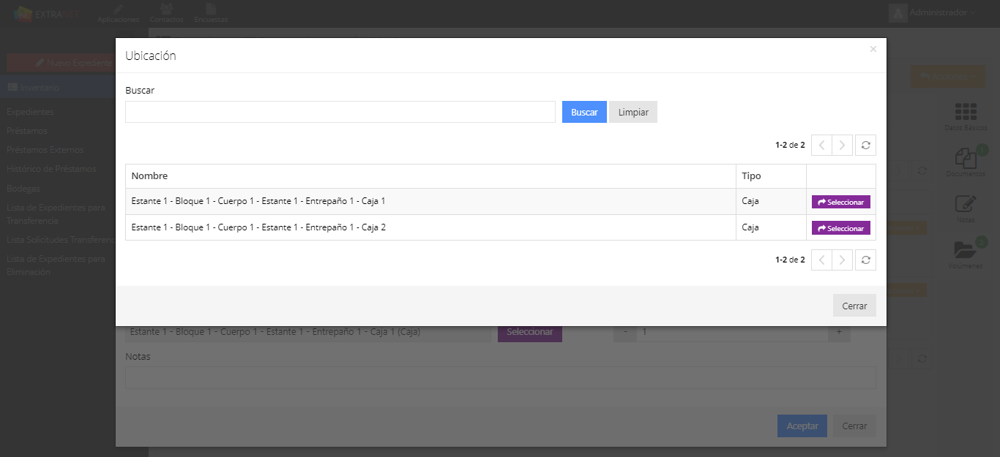 EXTRANET
Aplicaciones
Contactos
Encuestas
Administrador
Ubicación
×
Nuevo Expediente
Inventario
Expedientes
Préstamos
Préstamos Externos
Histórico de Préstamos
Bodegas
Lista de Expedientes para
Transferencia
Lista Solicitudes Transferenc
Lista de Expedientes para
Eliminación
Buscar
Buscar
Limpiar
1-2 de 2
Nombre
Tipo
Estante 1 - Bloque 1 - Cuerpo 1 - Estante 1 - Entrepaño 1 - Caja 1
Caja
Seleccionar
Estante 1 - Bloque 1 - Cuerpo 1 - Estante 1 - Entrepaño 1 - Caja 2
Caja
Seleccionar
1-2 de 2
Cerrar
Acciones
Datos Básicos
1
Documentos
Notas
2
Volúmenes
Estante 1 - Bloque 1 - Cuerpo 1 - Estante 1 - Entrepaño 1 - Caja 1 (Caja)
Seleccionar
-
1
+
Notas
Aceptar
Cerrar